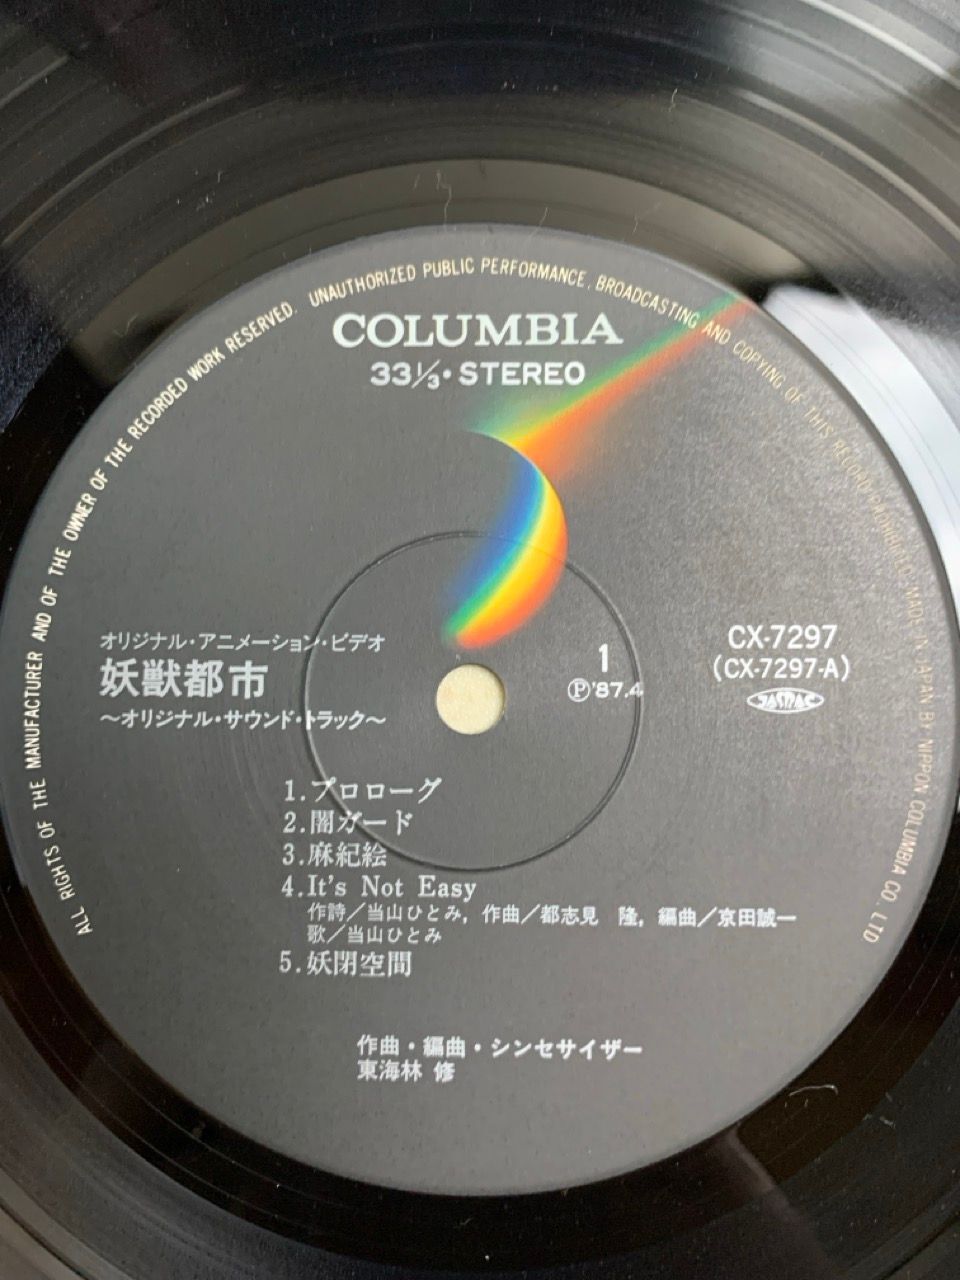 ALL RIGHTS OF THE MANUFACTURER AND OF THE OWNER OF THE RECORDED WORK RESERVED. UNAUTHORIZED PUBLIC PERFORMANCE. BROADCASTING AND COPYING OF THIS RECORD PROHIBITED. MADE IN JAPAN BY NIPPON COLUMBIA CO. LTD
COLUMBIA
33⅓・STEREO
オリジナル・アニメーション・ビデオ
妖獣都市
〜オリジナル・サウンド・トラック〜
1
Ⓟ'87.4
CX-7297
(CX-7297-A)
JASRAC
1.プロローグ
2.闇ガード
3.麻紀絵
4.It's Not Easy
作詩／当山ひとみ，作曲／都志見 隆，編曲／京田誠一
歌／当山ひとみ
5.妖閉空間
作曲・編曲・シンセサイザー
東海林 修